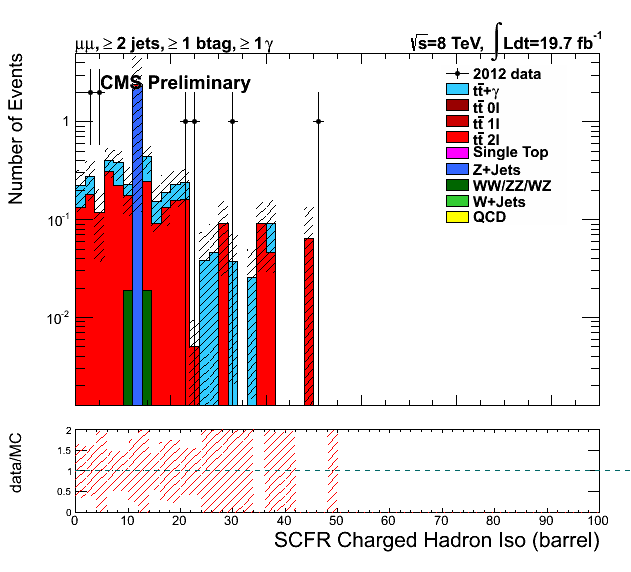 μμ, ≥ 2 jets, ≥ 1 btag, ≥ 1 γ
√s=8 TeV, ∫ Ldt=19.7 fb⁻¹
CMS Preliminary
2012 data
tt̄+γ
tt̄ 0l
tt̄ 1l
tt̄ 2l
Single Top
Z+Jets
WW/ZZ/WZ
W+Jets
QCD
Number of Events
1
10⁻¹
10⁻²
data/MC
2
1.5
1
0.5
0
0 10 20 30 40 50 60 70 80 90 100
SCFR Charged Hadron Iso (barrel)